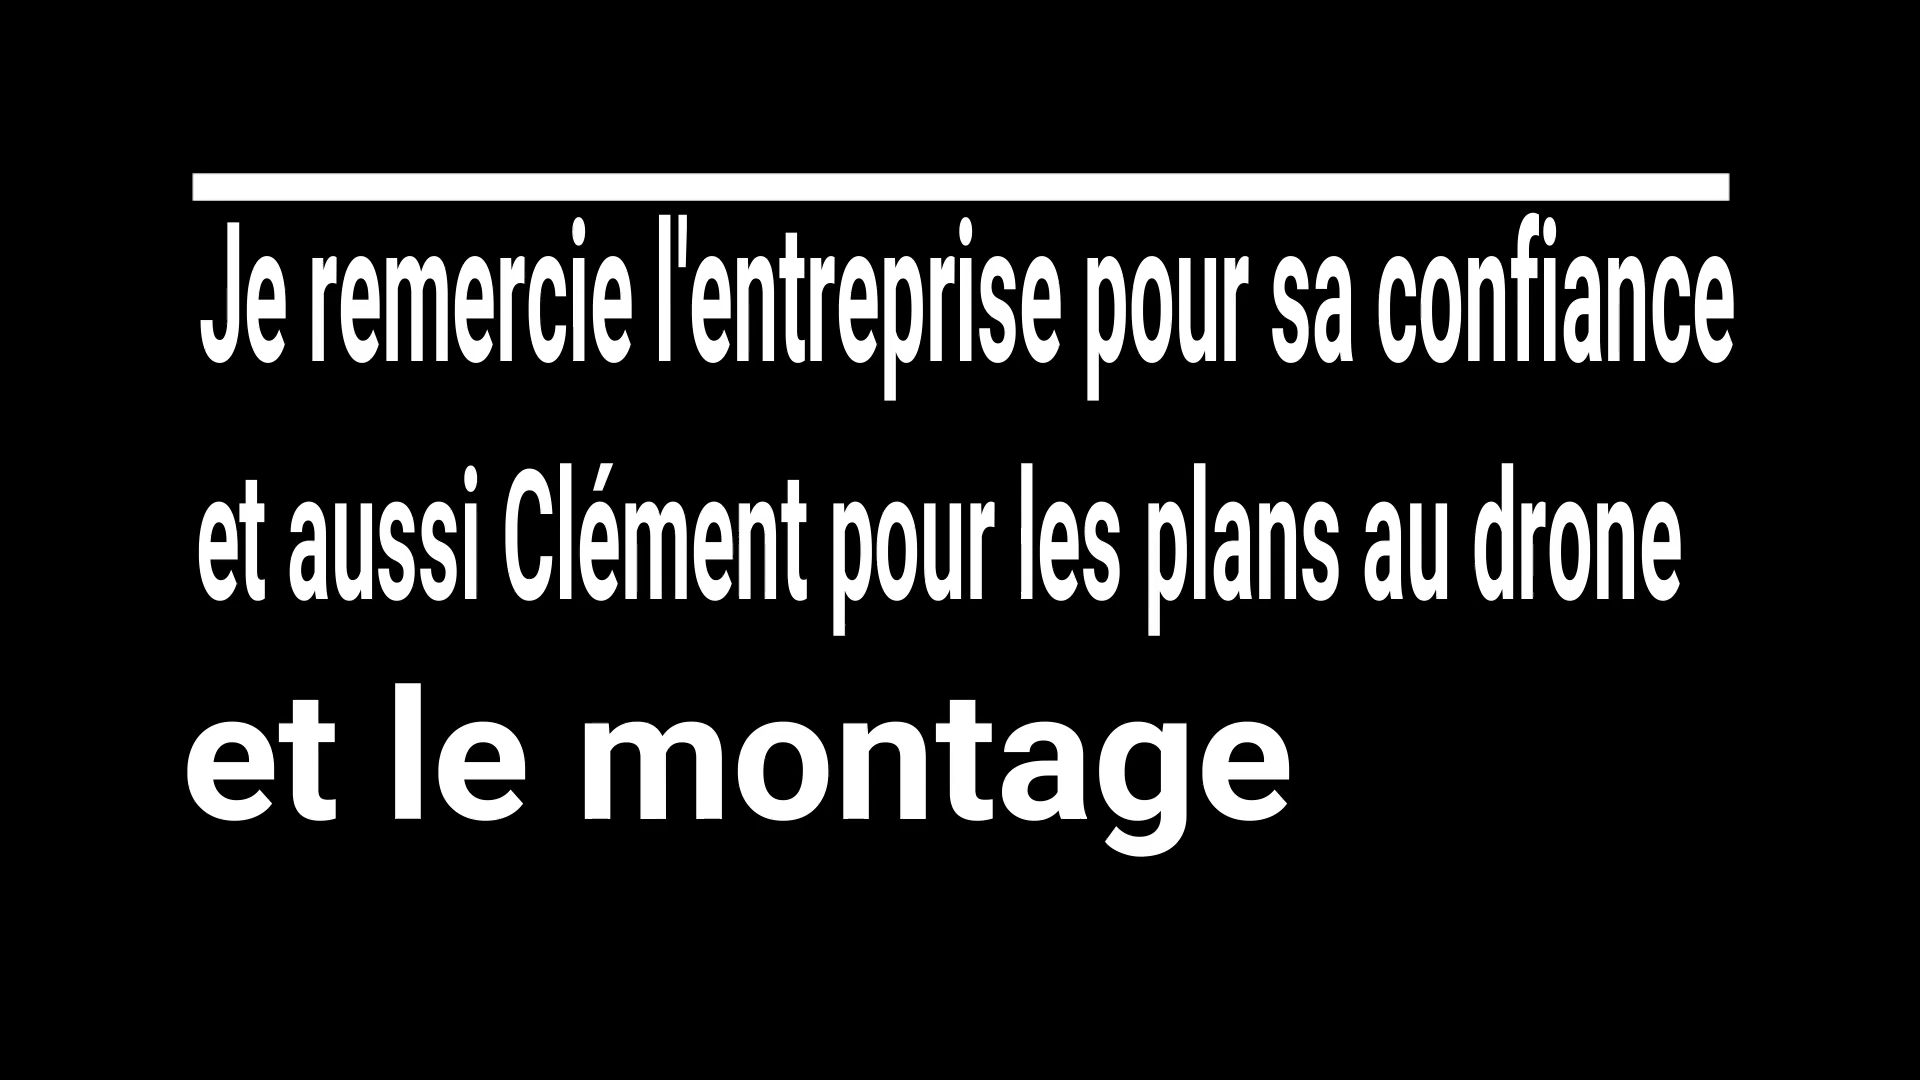 Je remercie l'entreprise pour sa confiance
et aussi Clément pour les plans au drone
et le montage